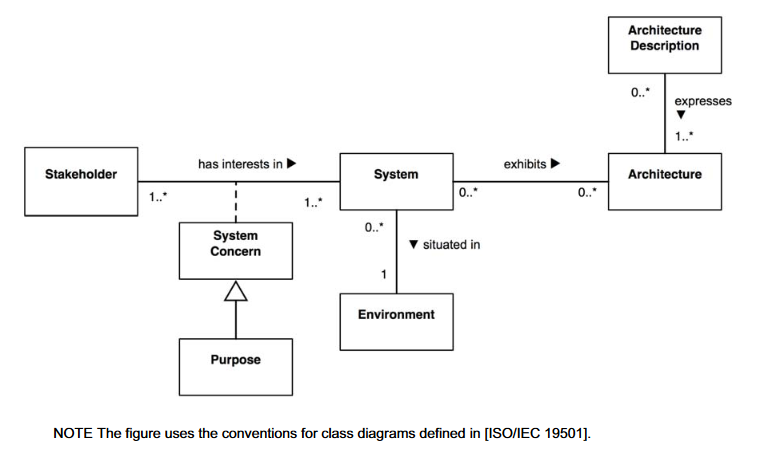 Architecture
Description
0..*
expresses ▼
1..*
Stakeholder
has interests in ▶
System
exhibits ▶
Architecture
1..*
1..*
0..*
0..*
System
Concern
0..*
▼ situated in
1
Environment
Purpose
NOTE The figure uses the conventions for class diagrams defined in [ISO/IEC 19501].